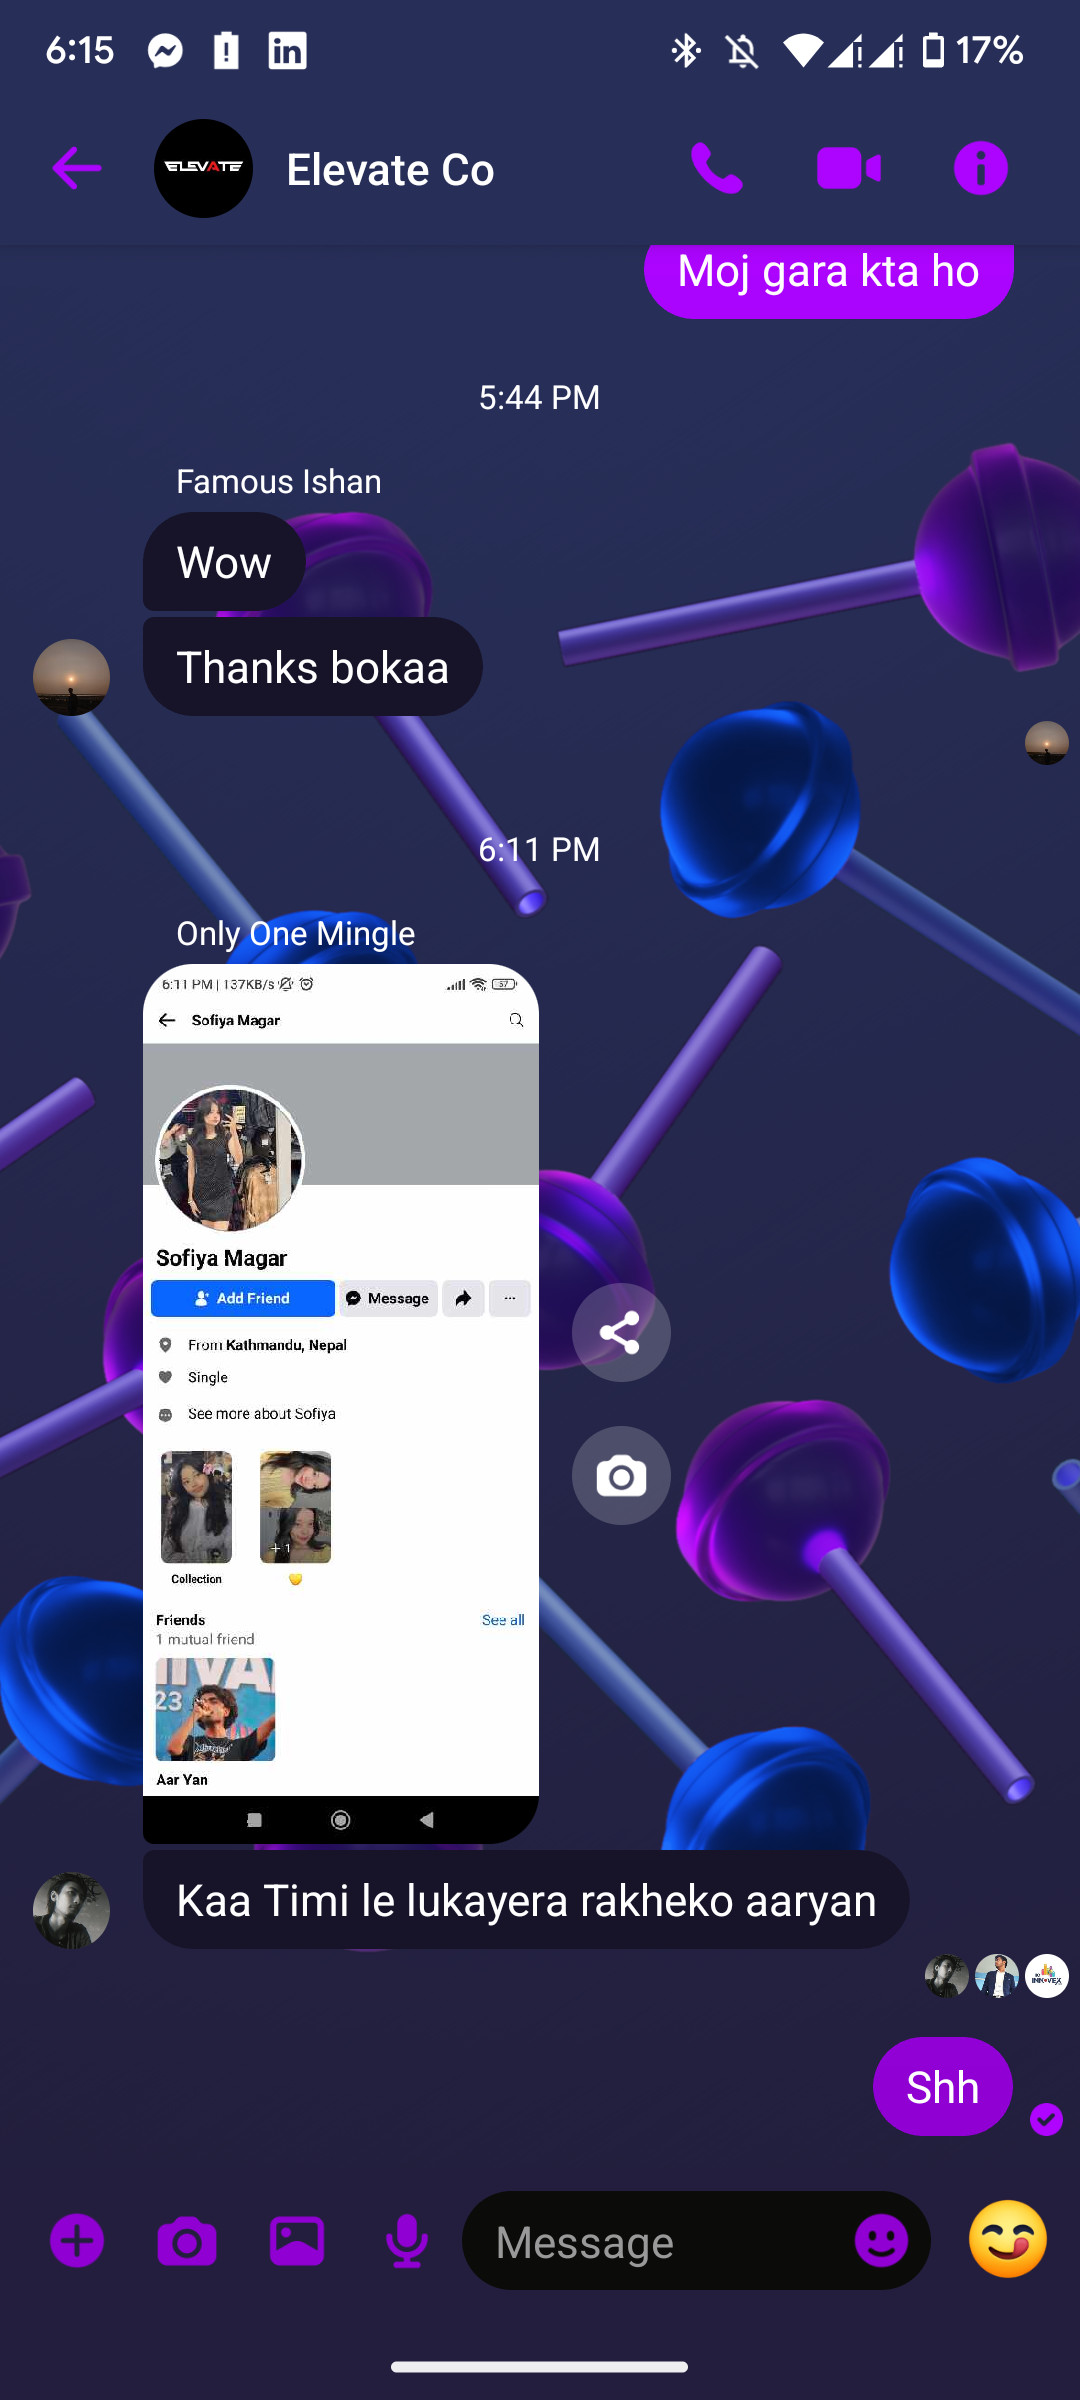 6:15
17%
ELEVATE
Elevate Co
Moj gara kta ho
5:44 PM
Famous Ishan
Wow
Thanks bokaa
6:11 PM
Only One Mingle
6:11 PM | 137KB/s
57
Sofiya Magar
Sofiya Magar
Add Friend
Message
From Kathmandu, Nepal
Single
See more about Sofiya
+1
Collection
Friends
See all
1 mutual friend
23
Aar Yan
Kaa Timi le lukayera rakheko aaryan
Shh
Message